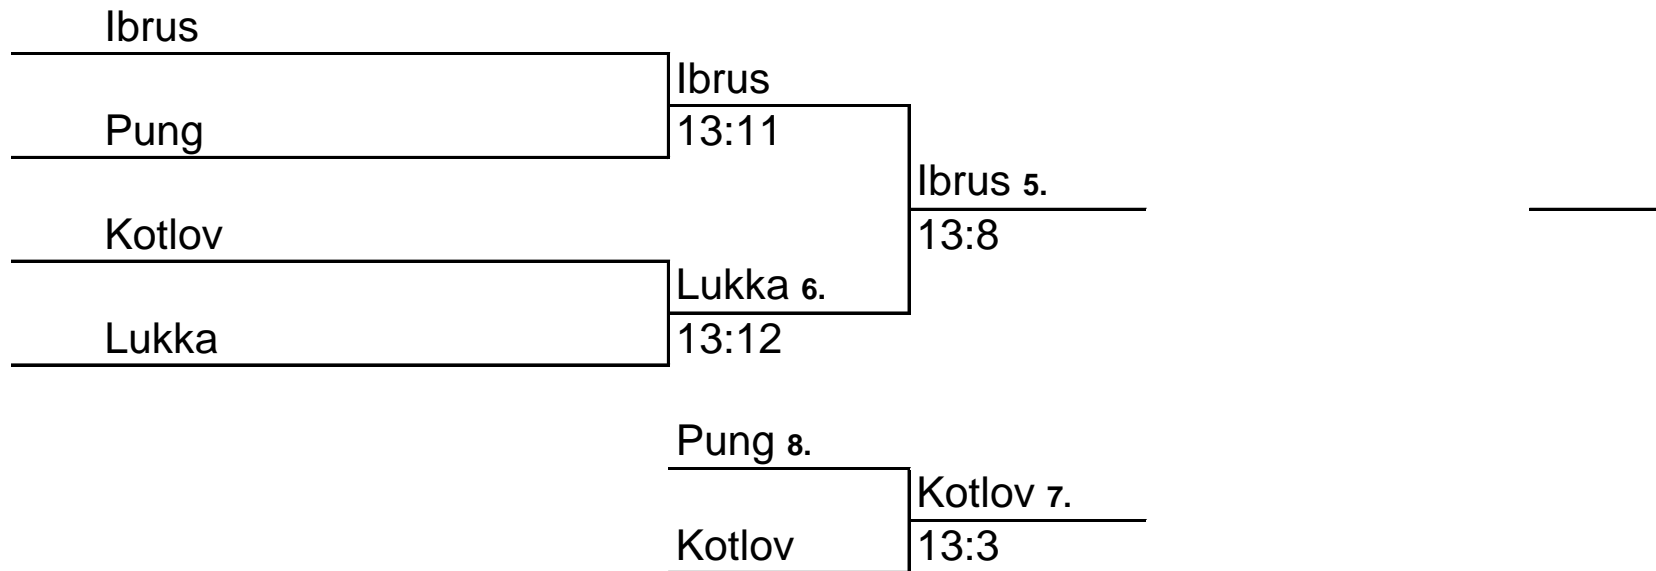 Ibrus
Ibrus
Pung
13:11
Ibrus 5.
Kotlov
13:8
Lukka 6.
Lukka
13:12
Pung 8.
Kotlov 7.
Kotlov
13:3